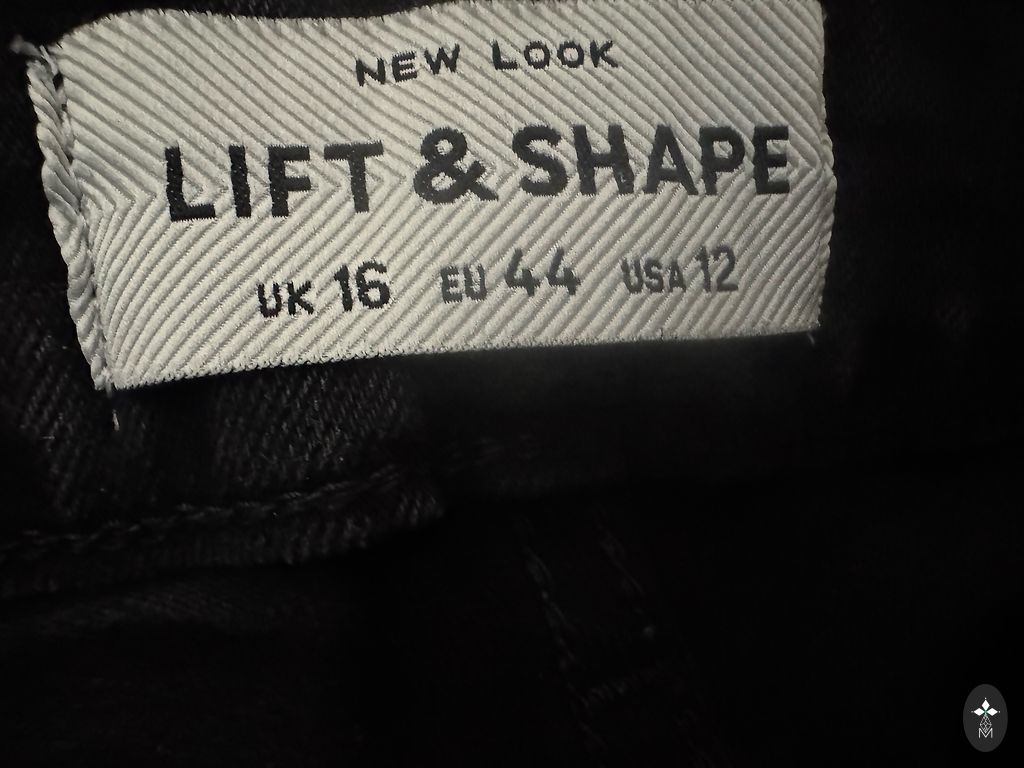 NEW LOOK
LIFT & SHAPE
UK 16 EU 44 USA 12
M